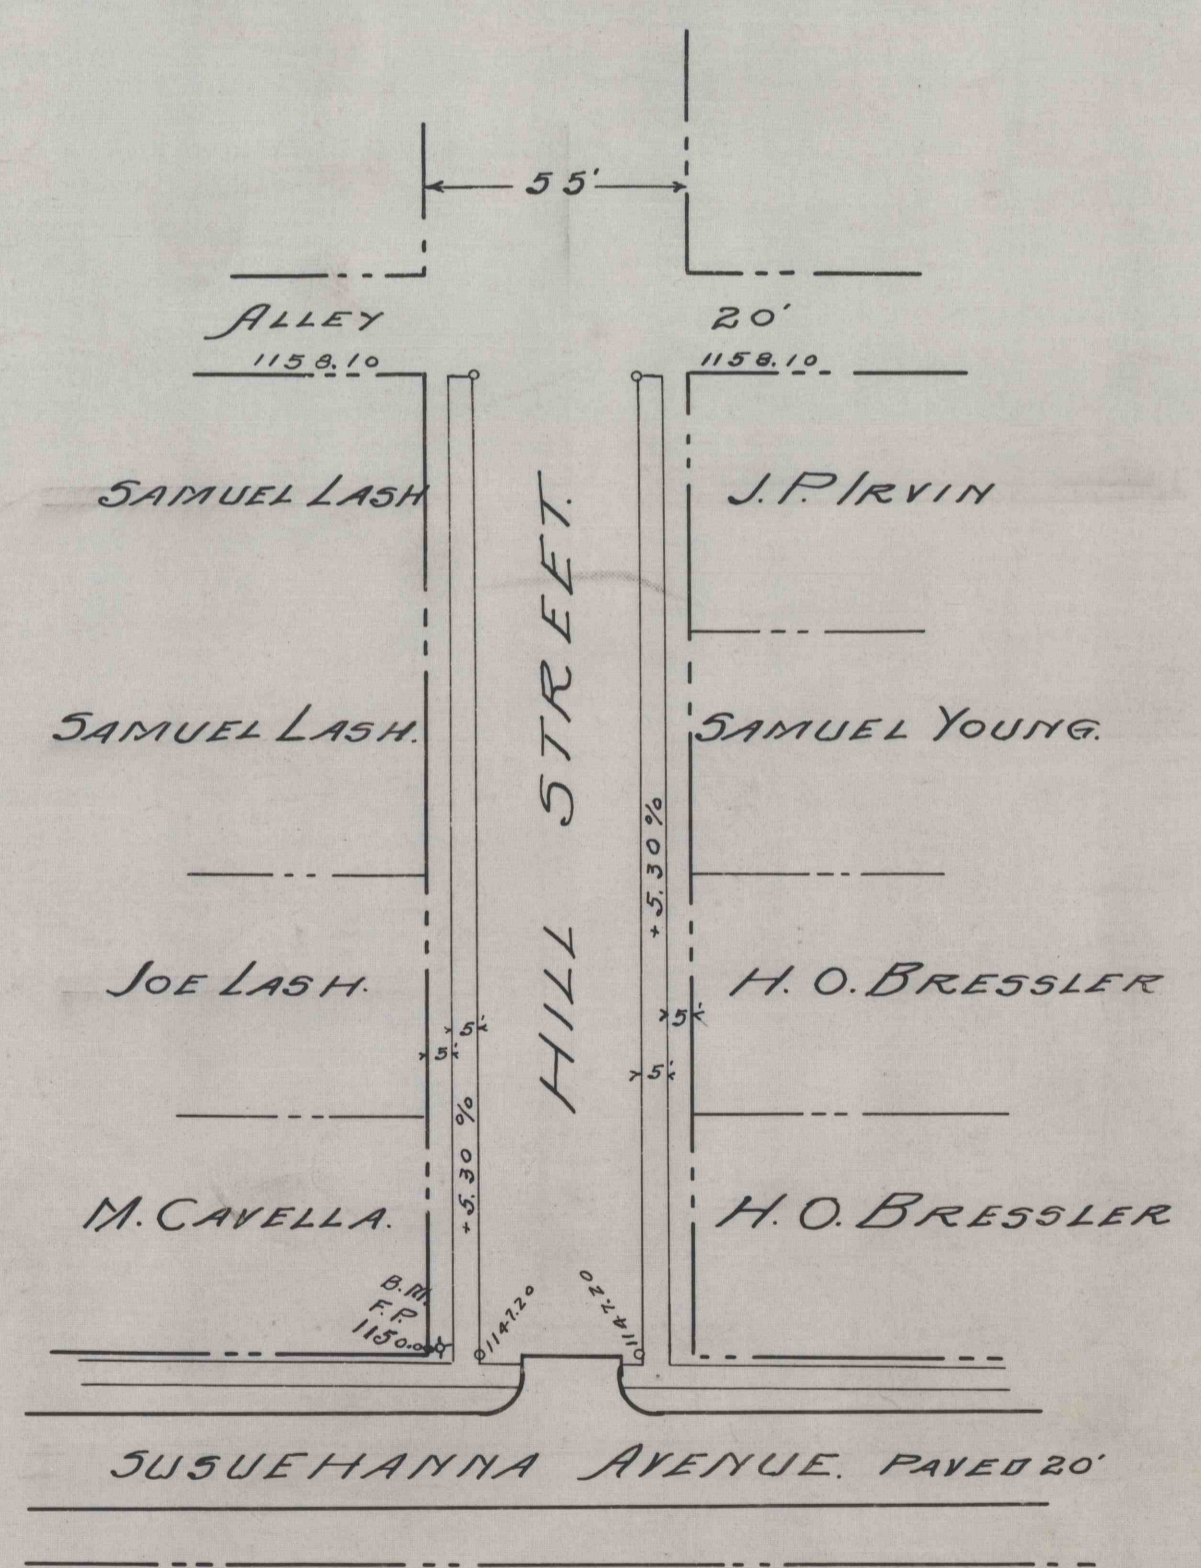 55'
ALLEY
20'
1158.10
1158.10
SAMUEL LASH
J. P. IRVIN
HILL STREET.
SAMUEL LASH.
SAMUEL YOUNG.
+5.30%
JOE LASH.
H. O. BRESSLER
5'
5'
5'
5'
+5.30%
M. CAVELLA.
H. O. BRESSLER
B.M.
F.P.
1150.00
1147.20
1147.20
SUSUEHANNA AVENUE. PAVED 20'